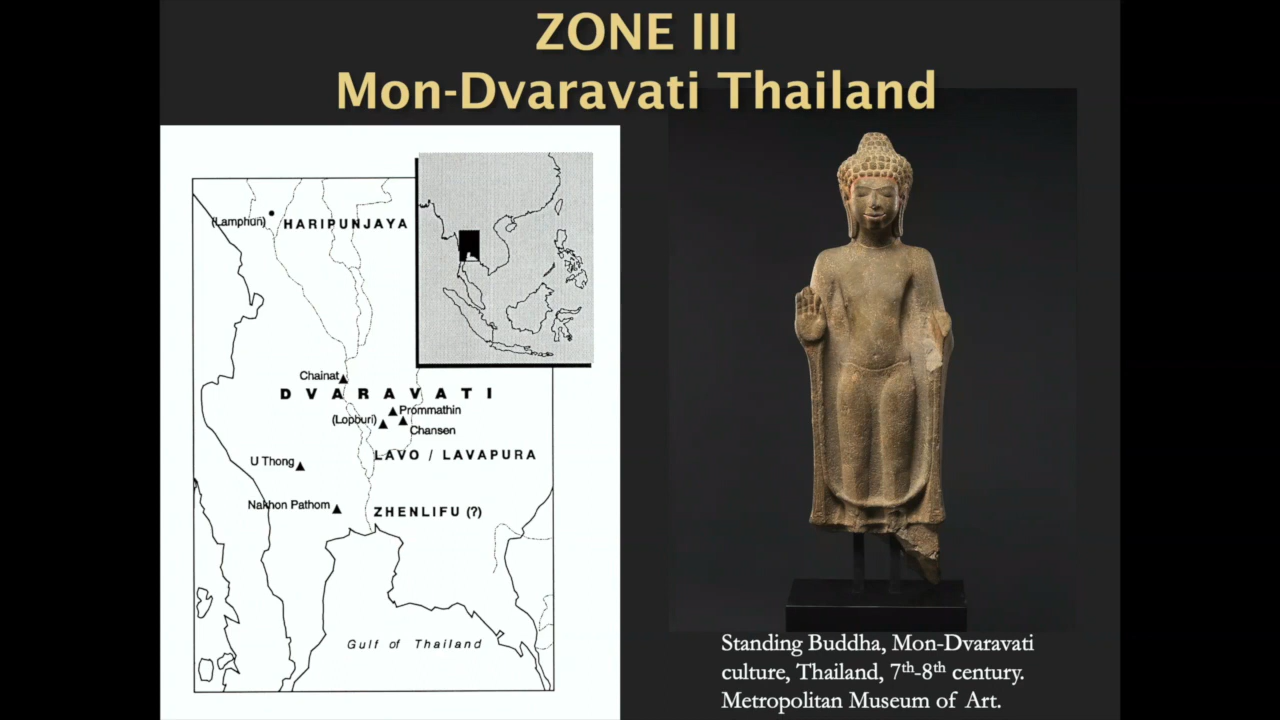 ZONE III
Mon-Dvaravati Thailand
(Lamphun)
HARIPUNJAYA
Chainat
DVARAVATI
Prommathin
(Lopburi)
Chansen
LAVO / LAVAPURA
U Thong
Nakhon Pathom
ZHENLIFU (?)
Gulf of Thailand
Standing Buddha, Mon-Dvaravati
culture, Thailand, 7th-8th century.
Metropolitan Museum of Art.